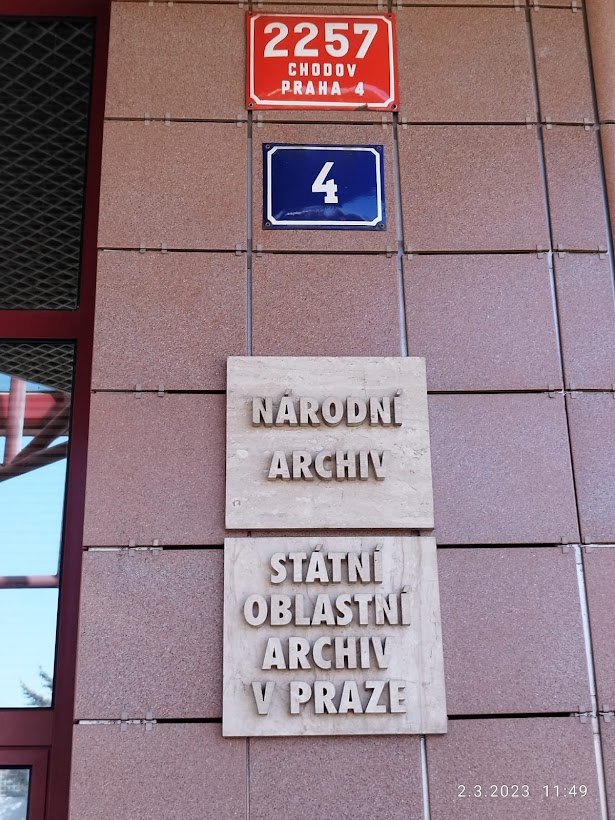 2257
CHODOV
PRAHA 4
4
NÁRODNÍ
ARCHIV
STÁTNÍ
OBLASTNÍ
ARCHIV
V PRAZE
2.3.2023 11:49